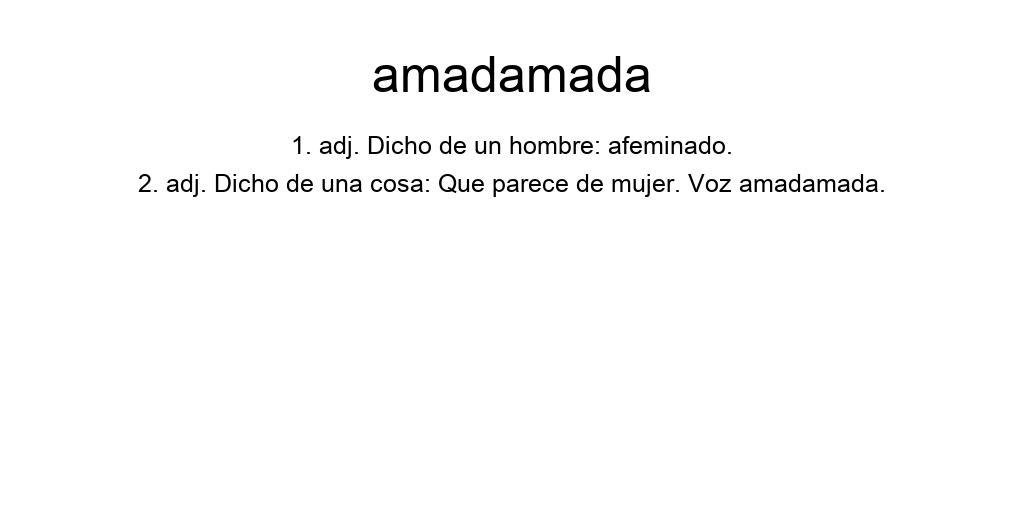 amadamada
1. adj. Dicho de un hombre: afeminado.
2. adj. Dicho de una cosa: Que parece de mujer. Voz amadamada.